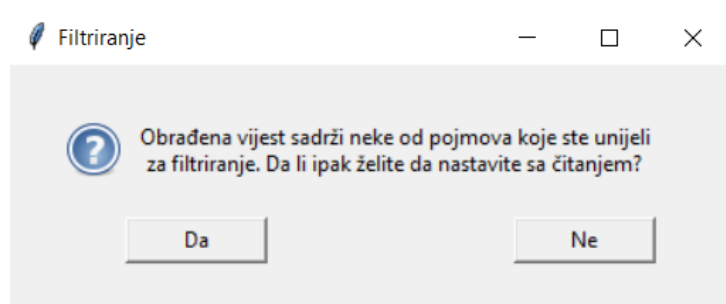 Filtriranje
Obrađena vijest sadrži neke od pojmova koje ste unijeli
za filtriranje. Da li ipak želite da nastavite sa čitanjem?
Da
Ne